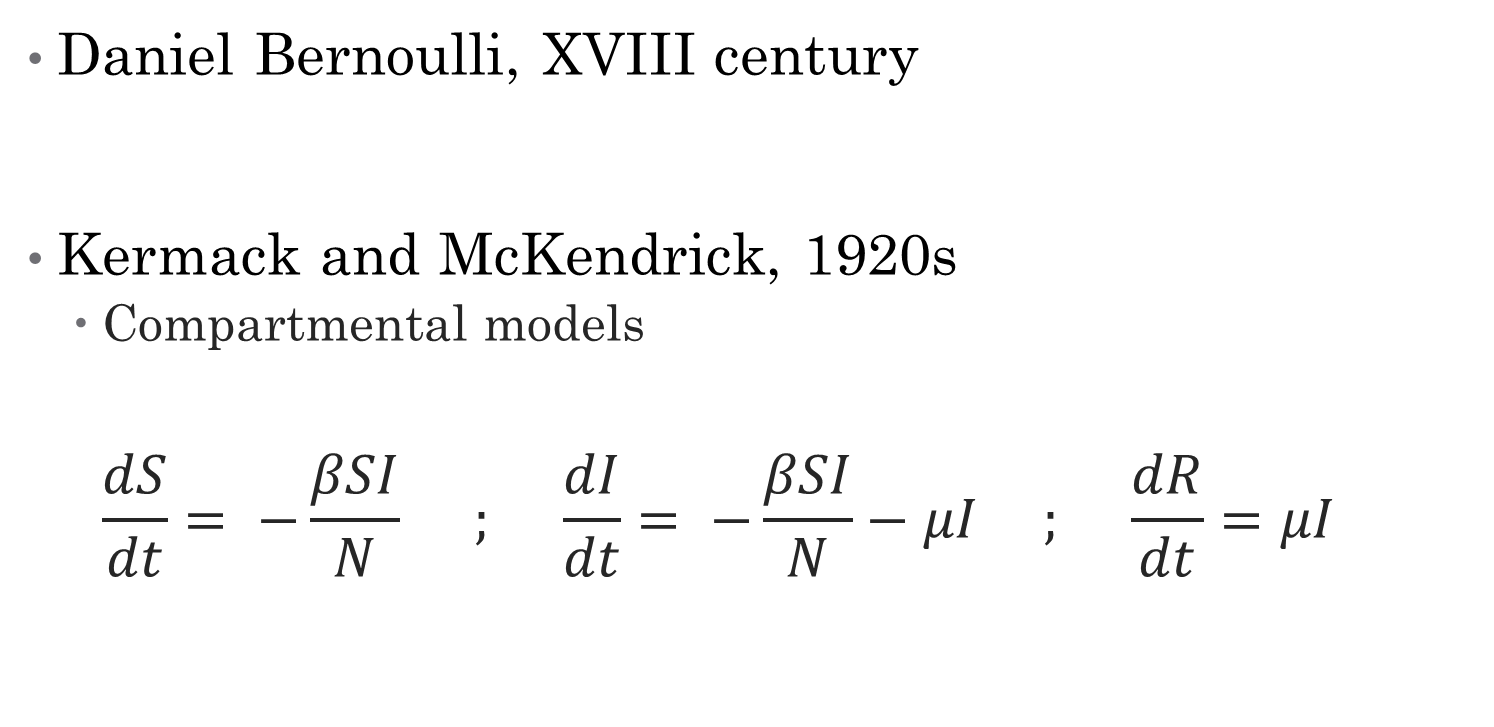 • Daniel Bernoulli, XVIII century
• Kermack and McKendrick, 1920s
• Compartmental models
dS/dt = − βSI/N ; dI/dt = − βSI/N − μI ; dR/dt = μI